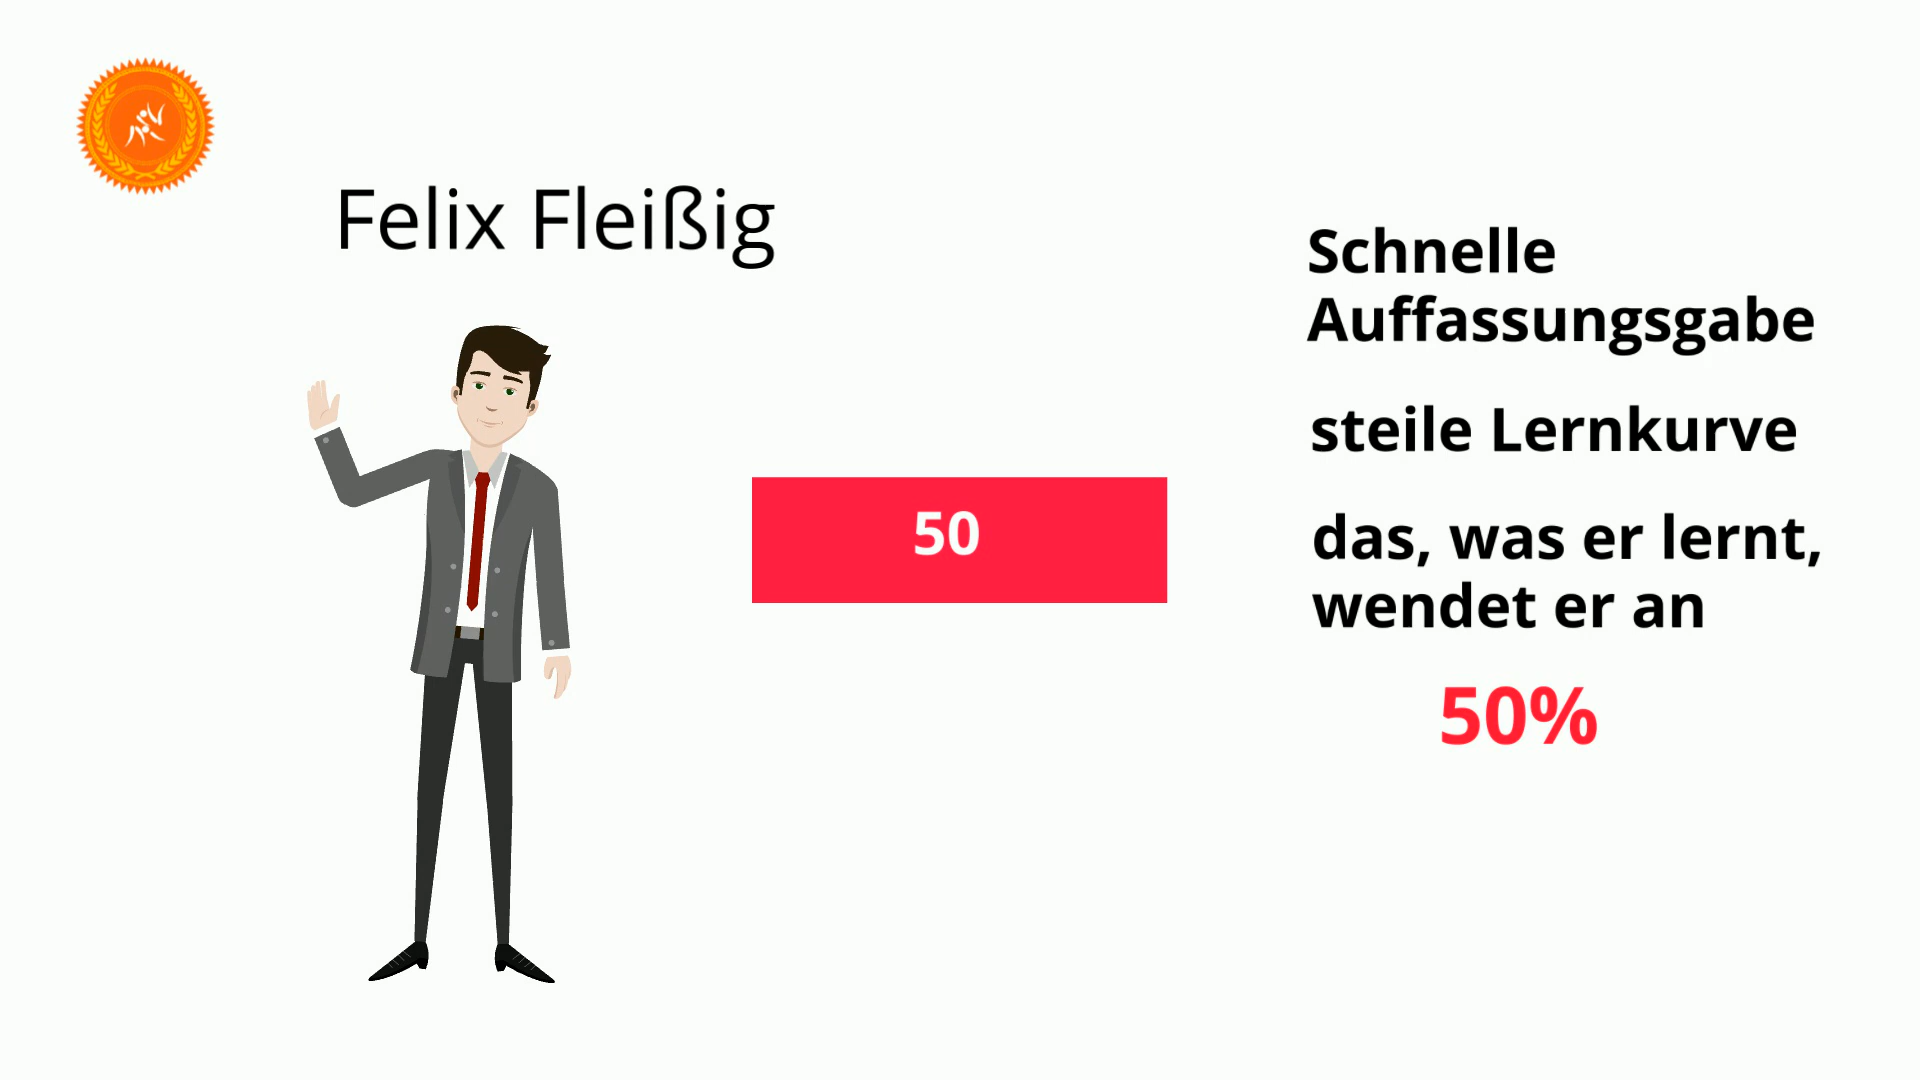 Felix Fleißig
50
Schnelle
Auffassungsgabe
steile Lernkurve
das, was er lernt,
wendet er an
50%